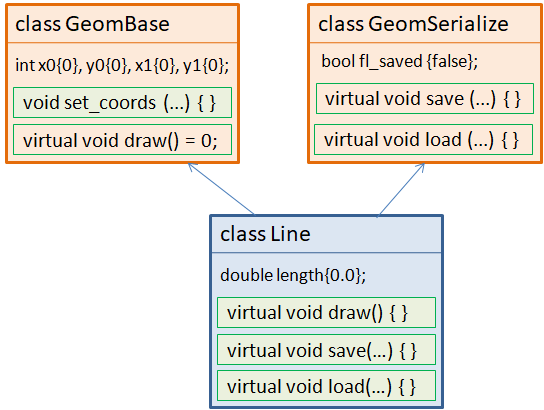 class GeomBase
int x0{0}, y0{0}, x1{0}, y1{0};
void set_coords (...) { }
virtual void draw() = 0;
class GeomSerialize
bool fl_saved {false};
virtual void save (...) { }
virtual void load (...) { }
class Line
double length{0.0};
virtual void draw() { }
virtual void save(...) { }
virtual void load(...) { }